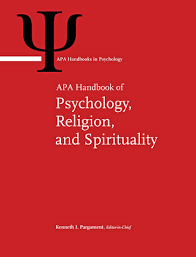 APA Handbooks in Psychology
APA Handbook of
Psychology,
Religion,
and Spirituality
Kenneth I. Pargament, Editor-in-Chief